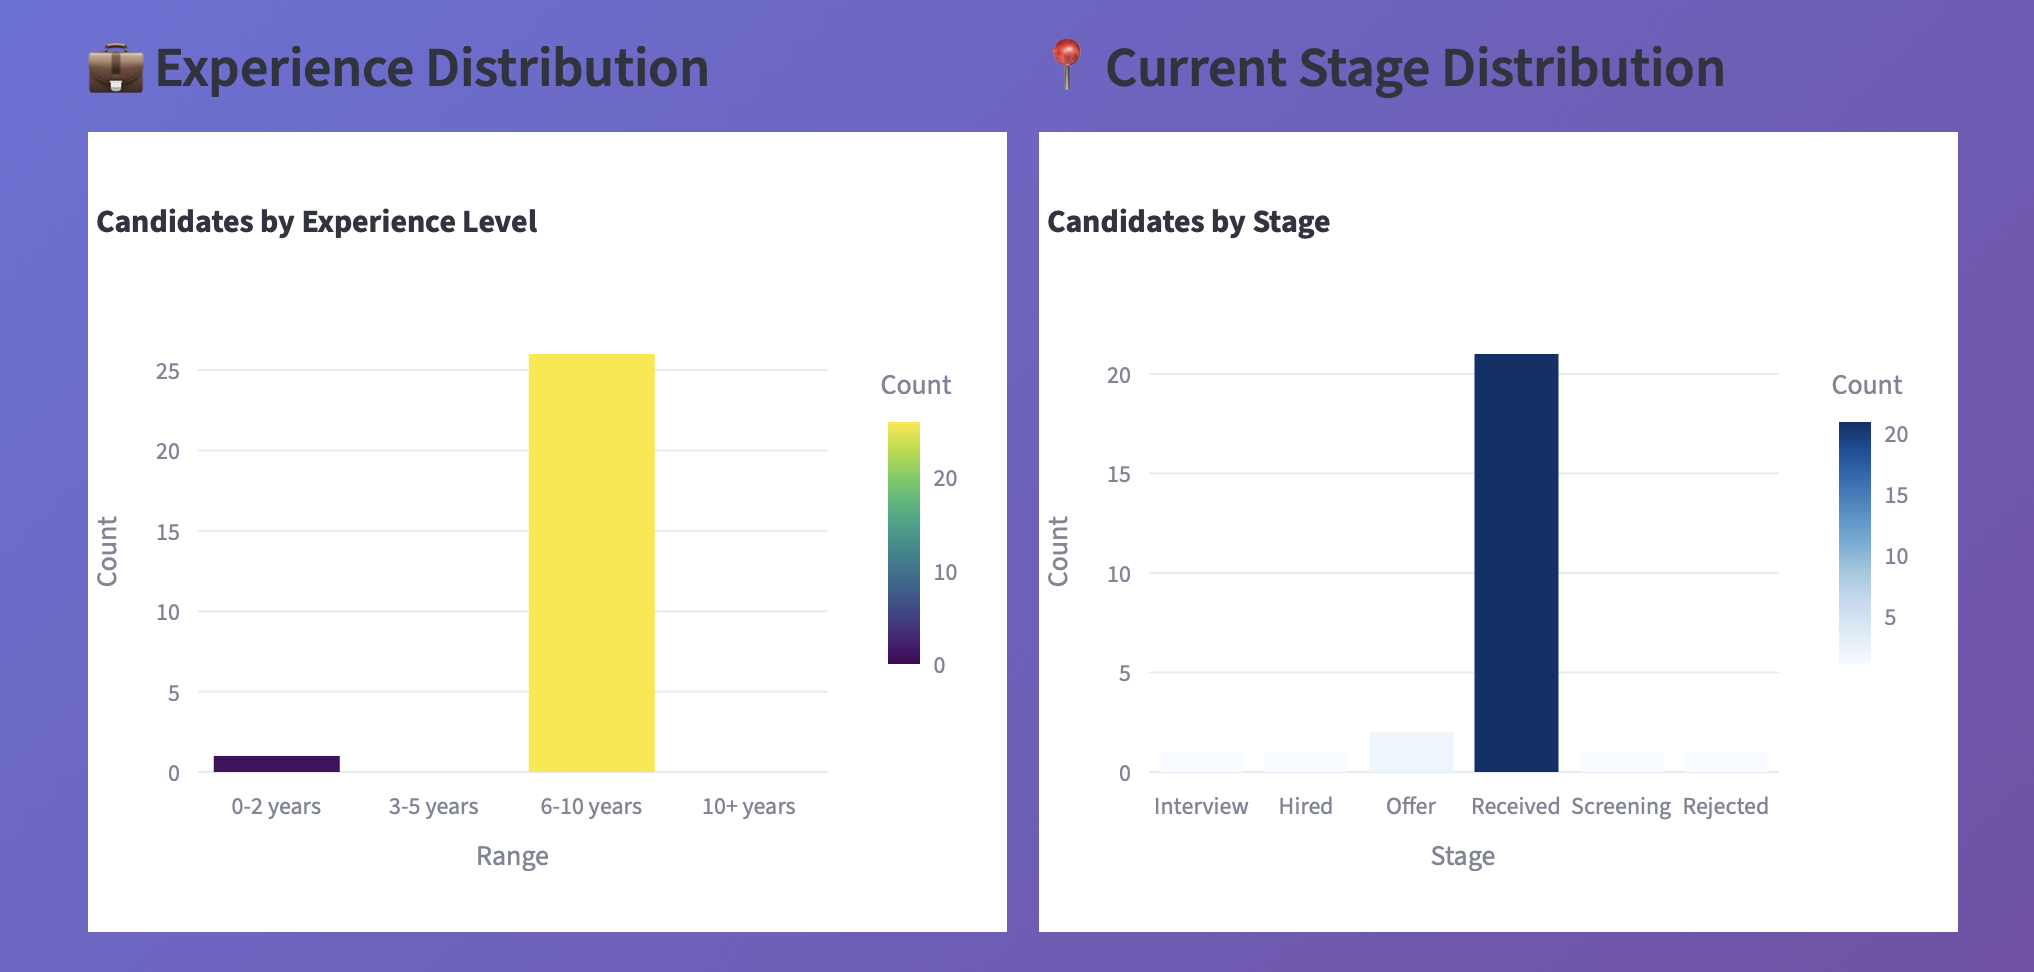 Experience Distribution
Candidates by Experience Level
Count
25
20
15
10
5
0
0-2 years
3-5 years
6-10 years
10+ years
Range
Count
20
10
0
Current Stage Distribution
Candidates by Stage
Count
20
15
10
5
0
Interview
Hired
Offer
Received
Screening
Rejected
Stage
Count
20
15
10
5